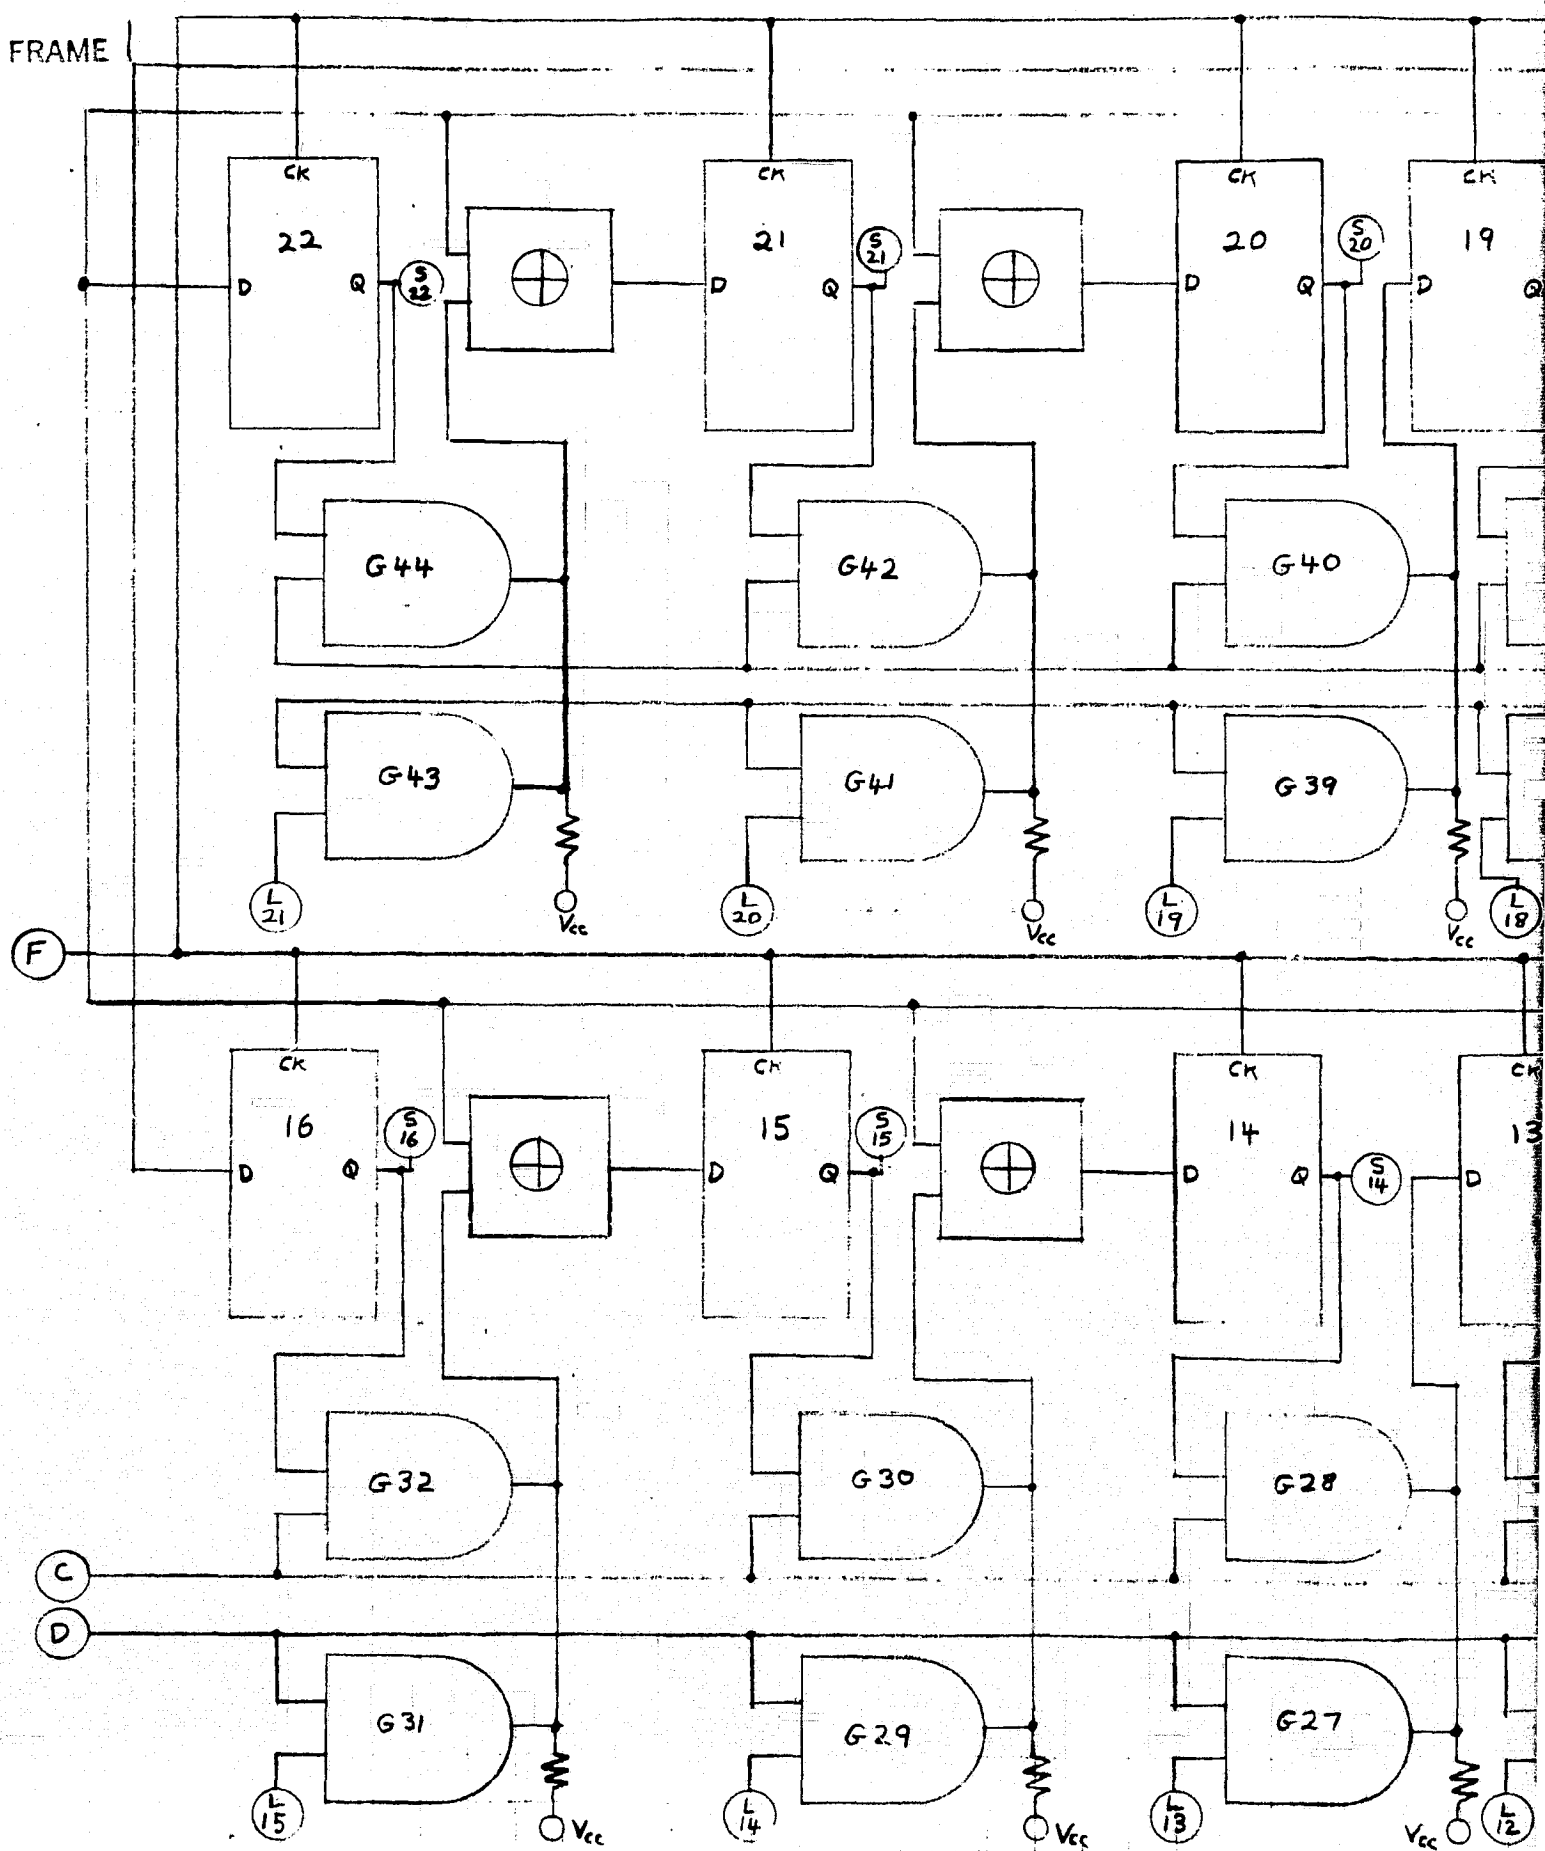 FRAME 1
CK CK CK CK
22 21 20 19
S 22 S 21 S 20
D Q D Q D Q D Q
G44 G42 G40
G43 G41 G39
L 21 L 20 L 19 L 18
Vcc Vcc Vcc
F
CK CK CK CK
16 15 14 13
S 16 S 15 S 14
D Q D Q D Q D
G32 G30 G28
C
D
G31 G29 G27
L 15 L 14 L 13 L 12
Vcc Vcc Vcc